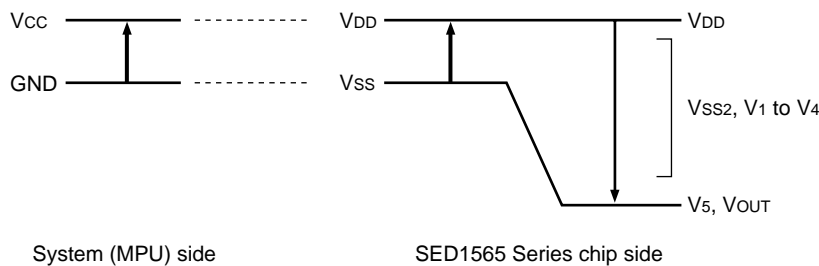 VCC
VDD
VDD
GND
VSS
VSS2, V1 to V4
V5, VOUT
System (MPU) side
SED1565 Series chip side